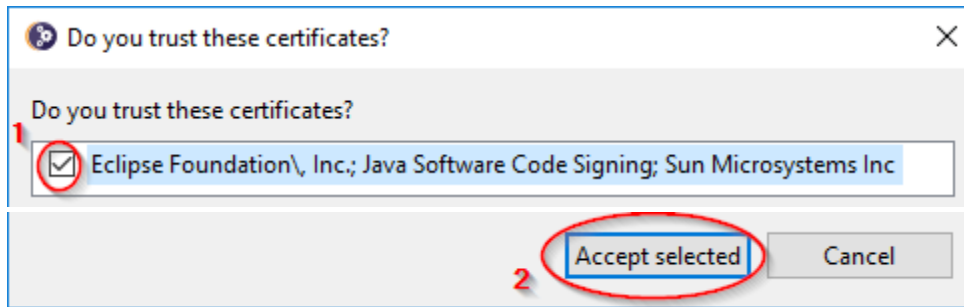 Do you trust these certificates?
Do you trust these certificates?
1
Eclipse Foundation\, Inc.; Java Software Code Signing; Sun Microsystems Inc
Accept selected
Cancel
2